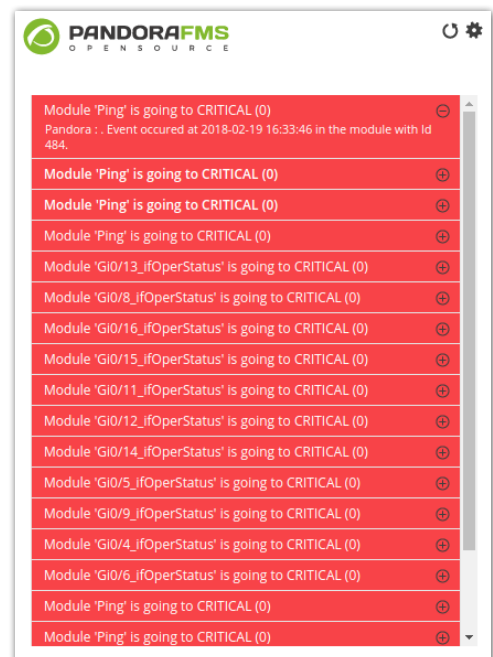 PANDORAFMS
OPENSOURCE
Module 'Ping' is going to CRITICAL (0)
Pandora : . Event occured at 2018-02-19 16:33:46 in the module with Id
484.
Module 'Ping' is going to CRITICAL (0)
Module 'Ping' is going to CRITICAL (0)
Module 'Ping' is going to CRITICAL (0)
Module 'Gi0/13_ifOperStatus' is going to CRITICAL (0)
Module 'Gi0/8_ifOperStatus' is going to CRITICAL (0)
Module 'Gi0/16_ifOperStatus' is going to CRITICAL (0)
Module 'Gi0/15_ifOperStatus' is going to CRITICAL (0)
Module 'Gi0/11_ifOperStatus' is going to CRITICAL (0)
Module 'Gi0/12_ifOperStatus' is going to CRITICAL (0)
Module 'Gi0/14_ifOperStatus' is going to CRITICAL (0)
Module 'Gi0/5_ifOperStatus' is going to CRITICAL (0)
Module 'Gi0/9_ifOperStatus' is going to CRITICAL (0)
Module 'Gi0/4_ifOperStatus' is going to CRITICAL (0)
Module 'Gi0/6_ifOperStatus' is going to CRITICAL (0)
Module 'Ping' is going to CRITICAL (0)
Module 'Ping' is going to CRITICAL (0)